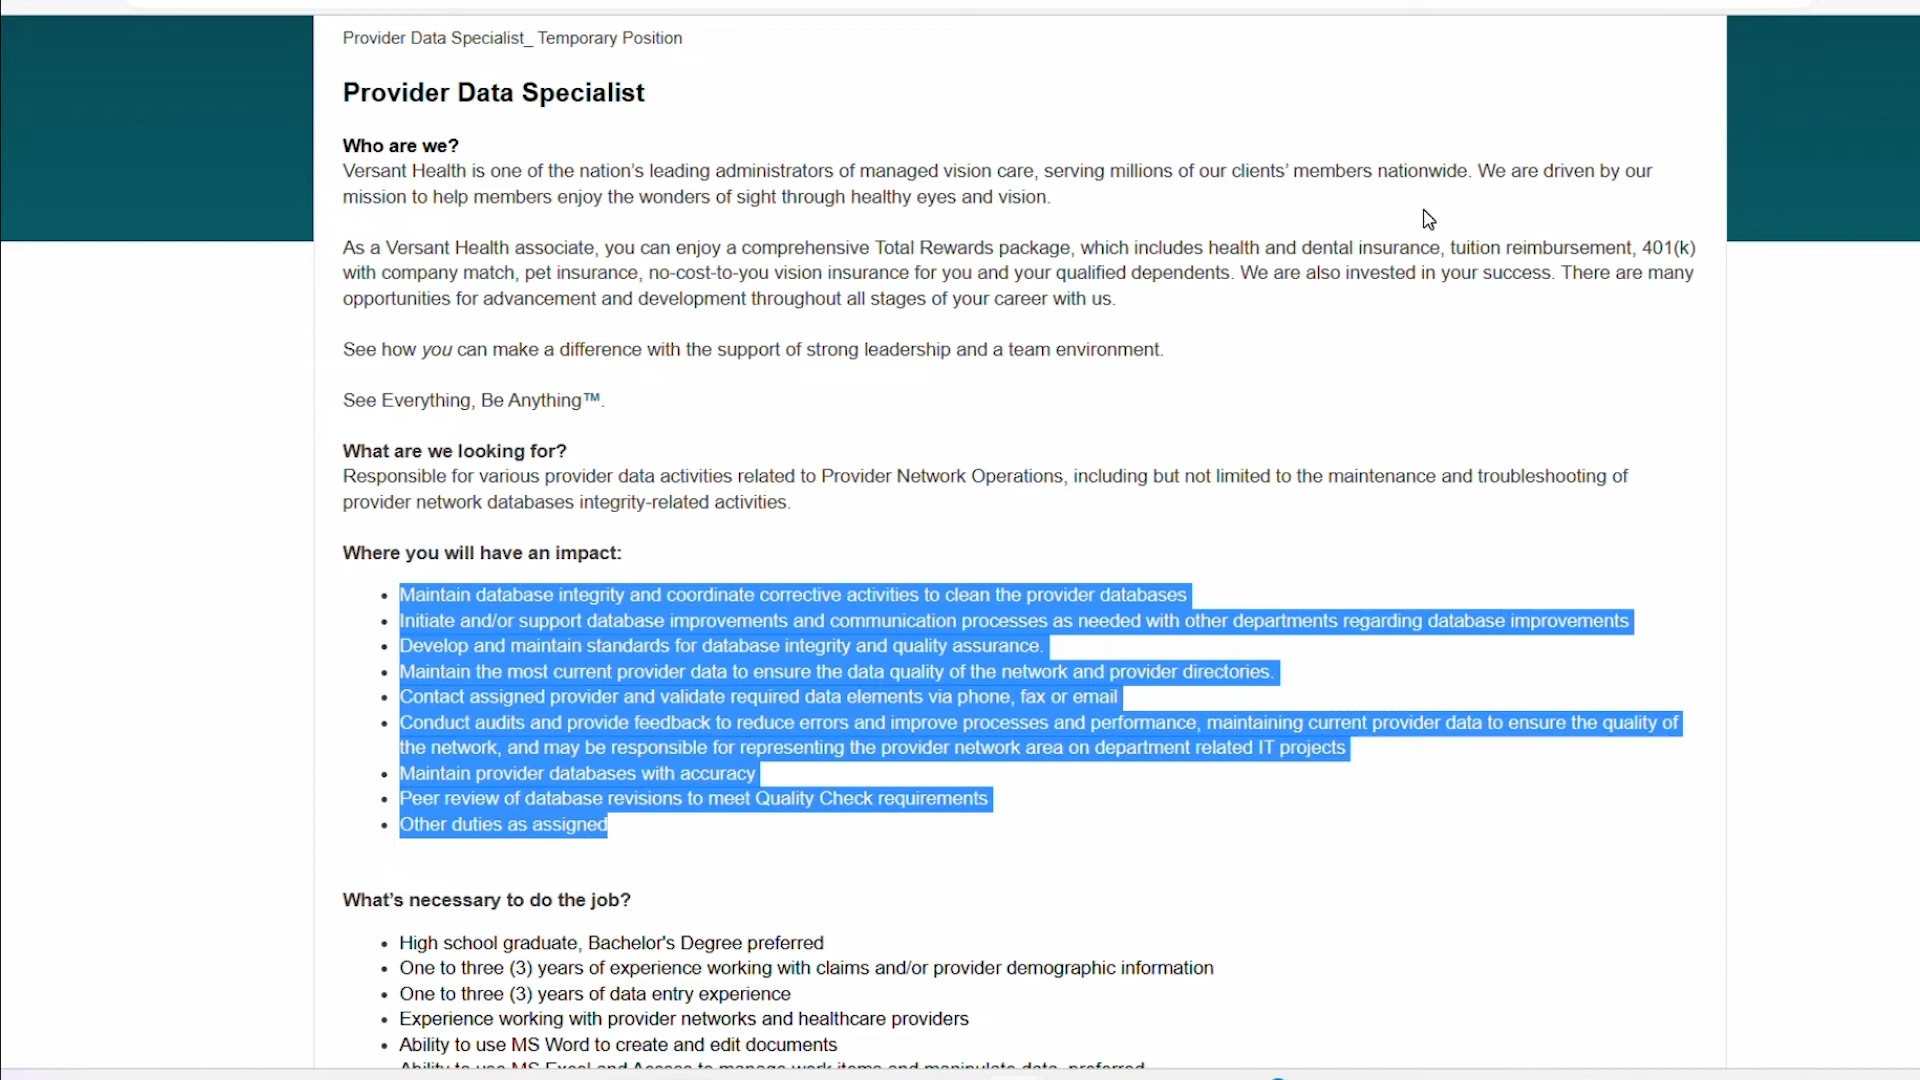 Provider Data Specialist_ Temporary Position
Provider Data Specialist
Who are we?
Versant Health is one of the nation's leading administrators of managed vision care, serving millions of our clients' members nationwide. We are driven by our
mission to help members enjoy the wonders of sight through healthy eyes and vision.
As a Versant Health associate, you can enjoy a comprehensive Total Rewards package, which includes health and dental insurance, tuition reimbursement, 401(k)
with company match, pet insurance, no-cost-to-you vision insurance for you and your qualified dependents. We are also invested in your success. There are many
opportunities for advancement and development throughout all stages of your career with us.
See how you can make a difference with the support of strong leadership and a team environment.
See Everything, Be Anything™.
What are we looking for?
Responsible for various provider data activities related to Provider Network Operations, including but not limited to the maintenance and troubleshooting of
provider network databases integrity-related activities.
Where you will have an impact:
• Maintain database integrity and coordinate corrective activities to clean the provider databases
• Initiate and/or support database improvements and communication processes as needed with other departments regarding database improvements
• Develop and maintain standards for database integrity and quality assurance.
• Maintain the most current provider data to ensure the data quality of the network and provider directories.
• Contact assigned provider and validate required data elements via phone, fax or email
• Conduct audits and provide feedback to reduce errors and improve processes and performance, maintaining current provider data to ensure the quality of
the network, and may be responsible for representing the provider network area on department related IT projects
• Maintain provider databases with accuracy
• Peer review of database revisions to meet Quality Check requirements
• Other duties as assigned
What's necessary to do the job?
• High school graduate, Bachelor's Degree preferred
• One to three (3) years of experience working with claims and/or provider demographic information
• One to three (3) years of data entry experience
• Experience working with provider networks and healthcare providers
• Ability to use MS Word to create and edit documents
Ability to use MS Excel and Access to manage work items and manipulate data, preferred